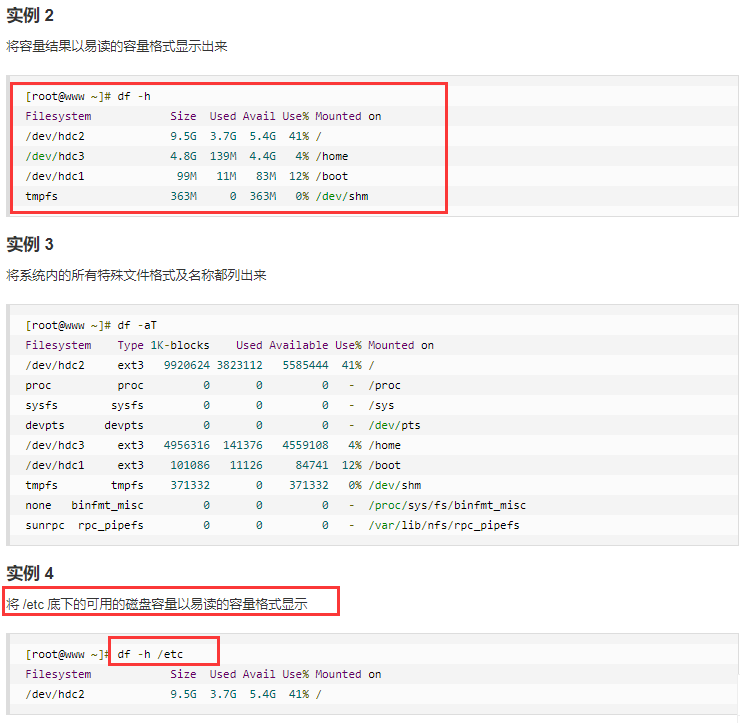 实例 2
将容量结果以易读的容量格式显示出来
[root@www ~]# df -h
Filesystem            Size  Used Avail Use% Mounted on
/dev/hdc2             9.5G  3.7G  5.4G  41% /
/dev/hdc3             4.8G  139M  4.4G   4% /home
/dev/hdc1              99M   11M   83M  12% /boot
tmpfs                 363M     0  363M   0% /dev/shm
实例 3
将系统内的所有特殊文件格式及名称都列出来
[root@www ~]# df -aT
Filesystem    Type 1K-blocks    Used Available Use% Mounted on
/dev/hdc2     ext3   9920624 3823112   5585444  41% /
proc          proc         0       0         0   -  /proc
sysfs        sysfs         0       0         0   -  /sys
devpts      devpts         0       0         0   -  /dev/pts
/dev/hdc3     ext3   4956316  141376   4559108   4% /home
/dev/hdc1     ext3    101086   11126     84741  12% /boot
tmpfs        tmpfs    371332       0    371332   0% /dev/shm
none   binfmt_misc         0       0         0   -  /proc/sys/fs/binfmt_misc
sunrpc  rpc_pipefs         0       0         0   -  /var/lib/nfs/rpc_pipefs
实例 4
将 /etc 底下的可用的磁盘容量以易读的容量格式显示
[root@www ~]# df -h /etc
Filesystem            Size  Used Avail Use% Mounted on
/dev/hdc2             9.5G  3.7G  5.4G  41% /